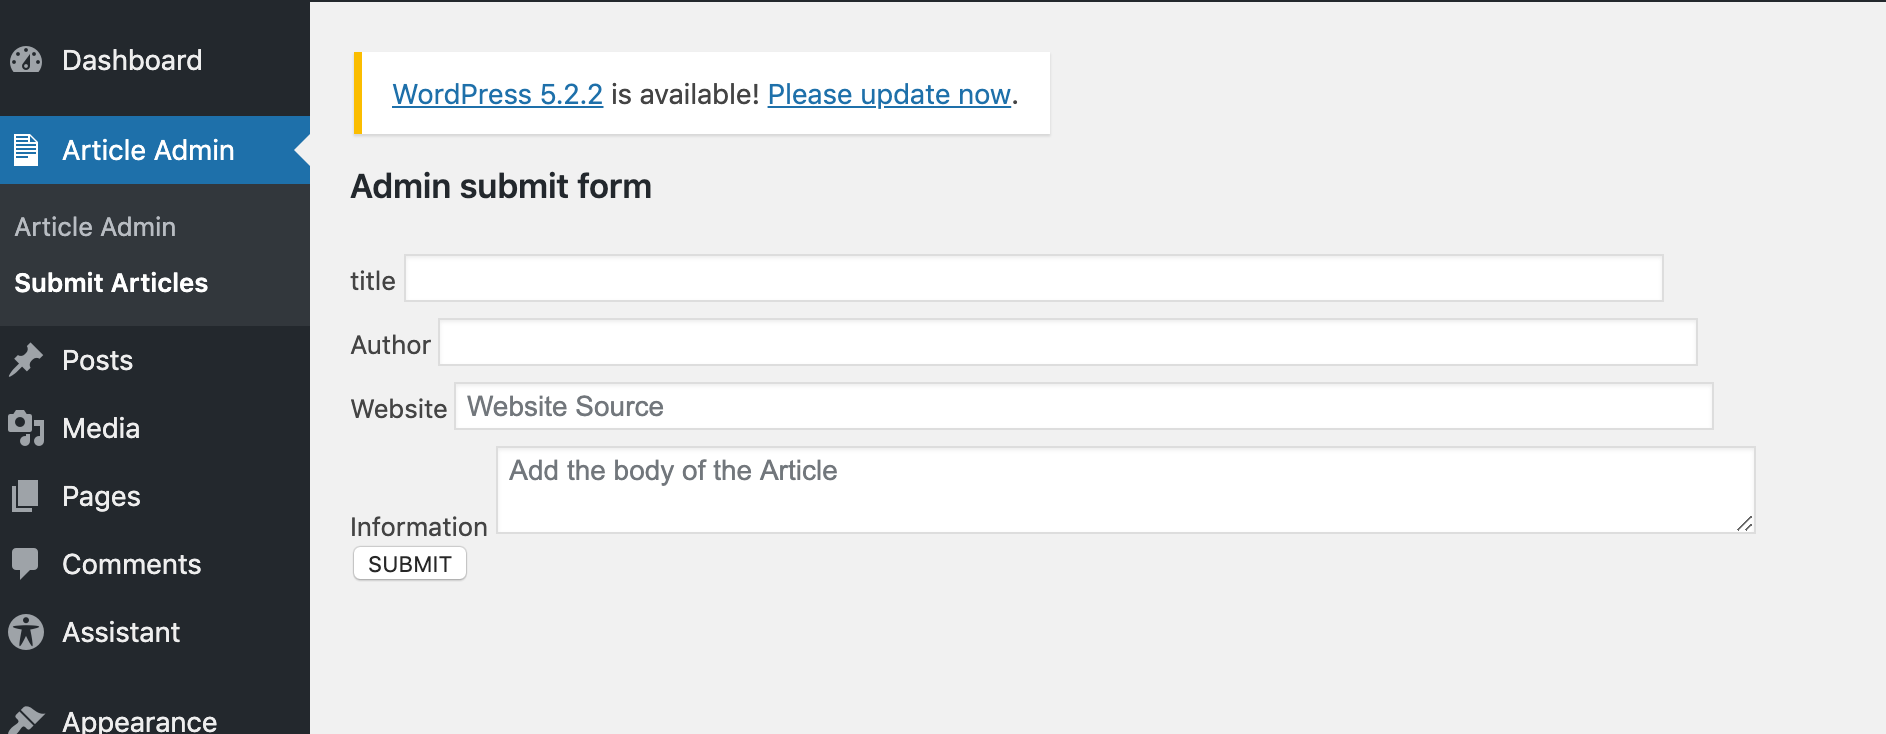 Dashboard
Article Admin
Article Admin
Submit Articles
Posts
Media
Pages
Comments
Assistant
Appearance
WordPress 5.2.2 is available! Please update now.
Admin submit form
title
Author
Website Website Source
Add the body of the Article
Information
SUBMIT